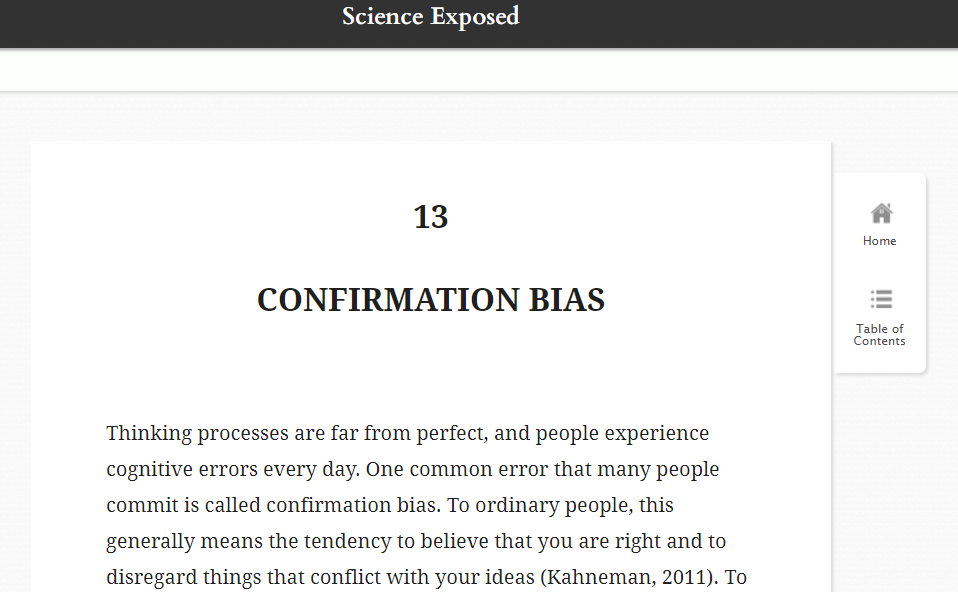 Science Exposed
13
CONFIRMATION BIAS
Home
Table of
Contents
Thinking processes are far from perfect, and people experience
cognitive errors every day. One common error that many people
commit is called confirmation bias. To ordinary people, this
generally means the tendency to believe that you are right and to
disregard things that conflict with your ideas (Kahneman, 2011). To